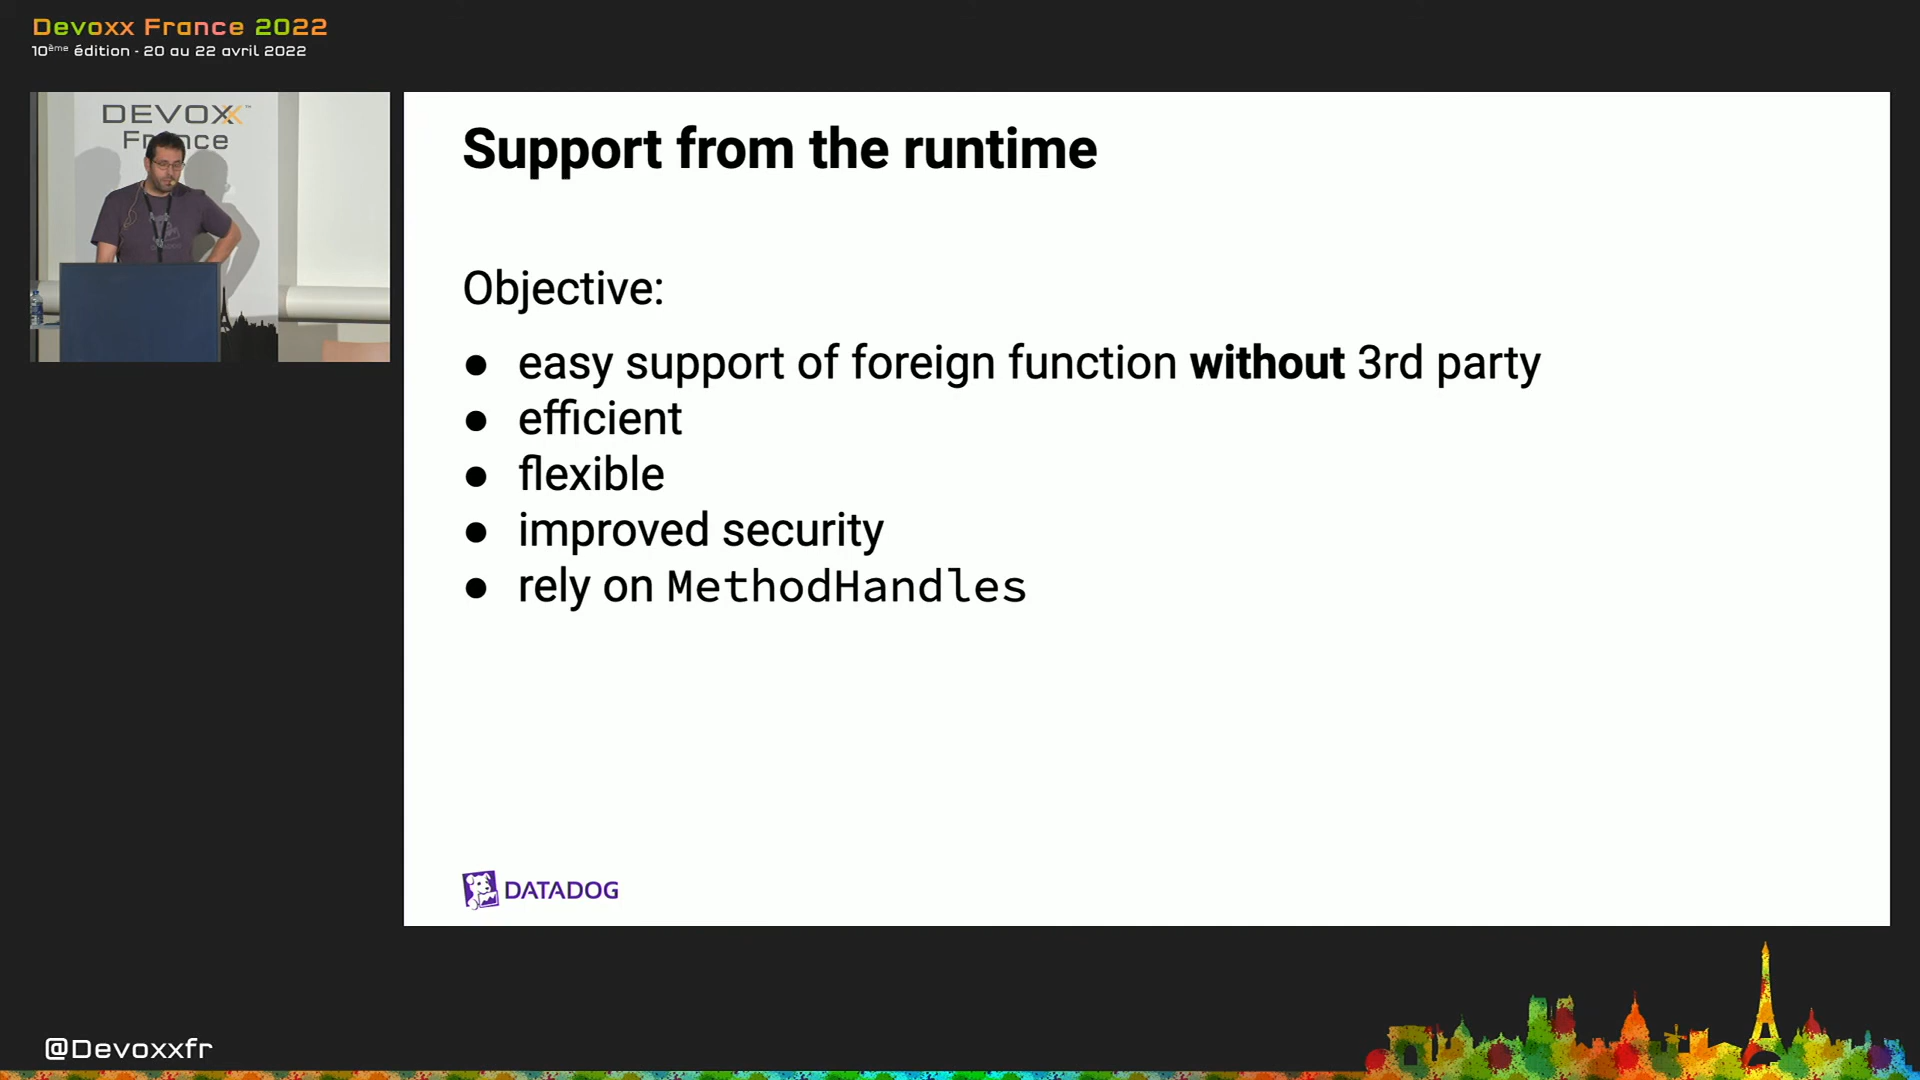 Devoxx France 2022
10ème édition - 20 au 22 avril 2022
DEVOXX™
France
Support from the runtime
Objective:
● easy support of foreign function without 3rd party
● efficient
● flexible
● improved security
● rely on MethodHandles
DATADOG
@Devoxxfr